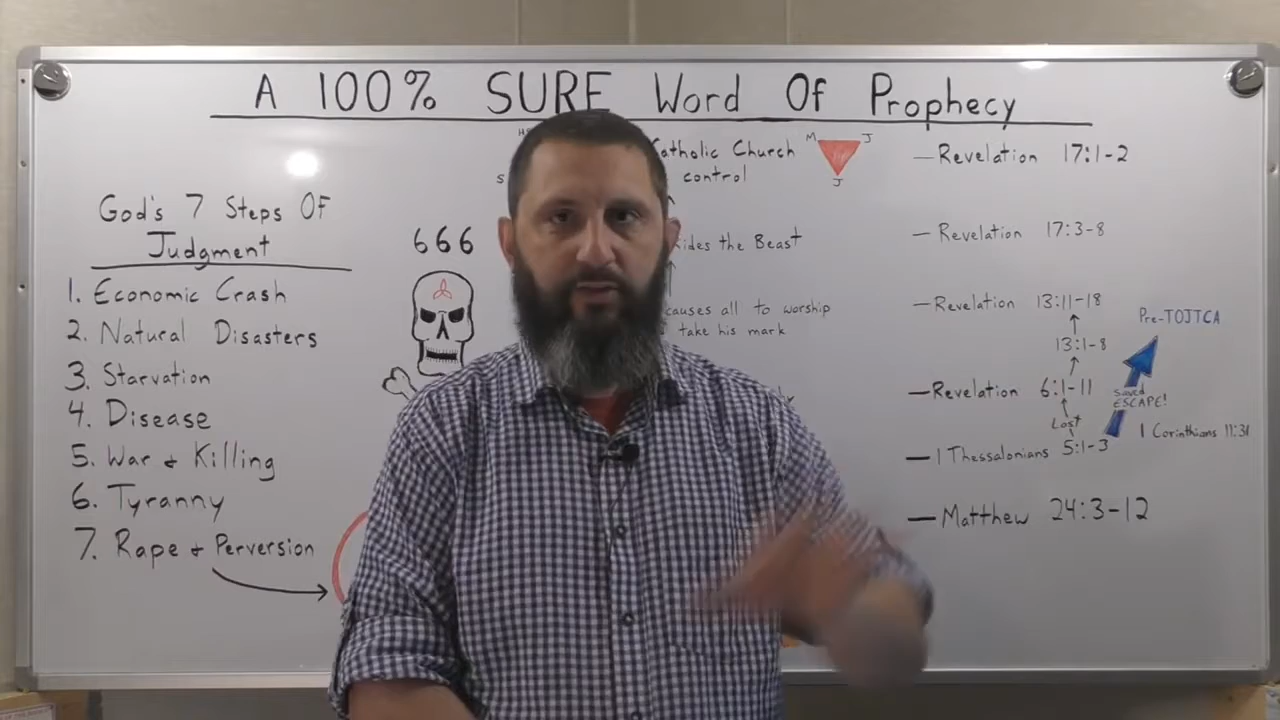 A 100% SURE Word Of Prophecy
God's 7 Steps OF
Judgment
1. Economic Crash
2. Natural Disasters
3. Starvation
4. Disease
5. War & Killing
6. Tyranny
7. Rape & Perversion
666
Catholic Church
control
M J
J
rides the Beast
causes all to worship
take his mark
— Revelation 17:1-2
— Revelation 17:3-8
— Revelation 13:11-18
13:1-8
— Revelation 6:1-11
Lost
— 1 Thessalonians 5:1-3
— Matthew 24:3-12
Pre-TOJTCA
Saved
ESCAPE!
1 Corinthians 11:31